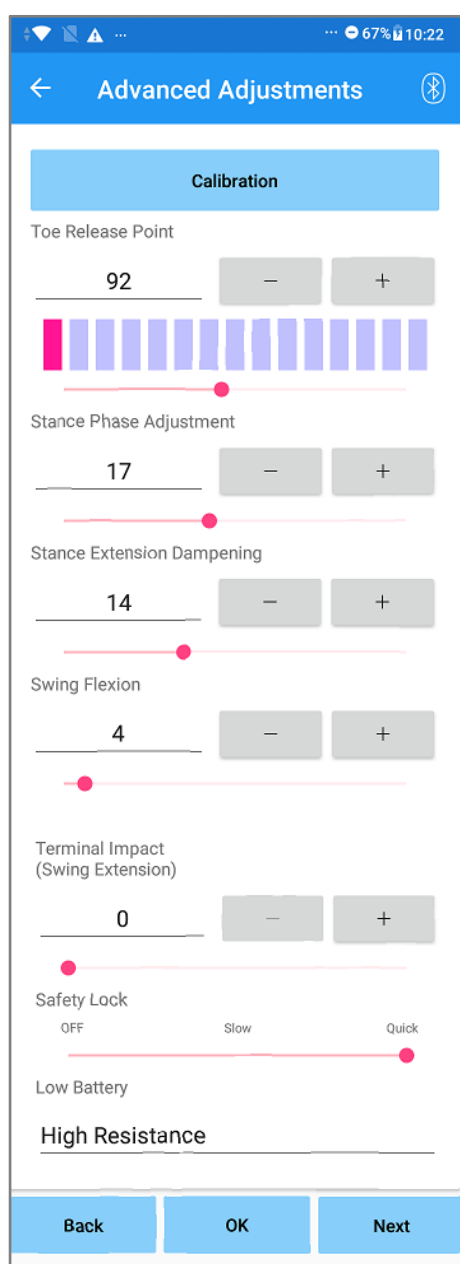 67% 10:22
Advanced Adjustments
Calibration
Toe Release Point
92 − +
Stance Phase Adjustment
17 − +
Stance Extension Dampening
14 − +
Swing Flexion
4 − +
Terminal Impact
(Swing Extension)
0 − +
Safety Lock
OFF Slow Quick
Low Battery
High Resistance
Back OK Next